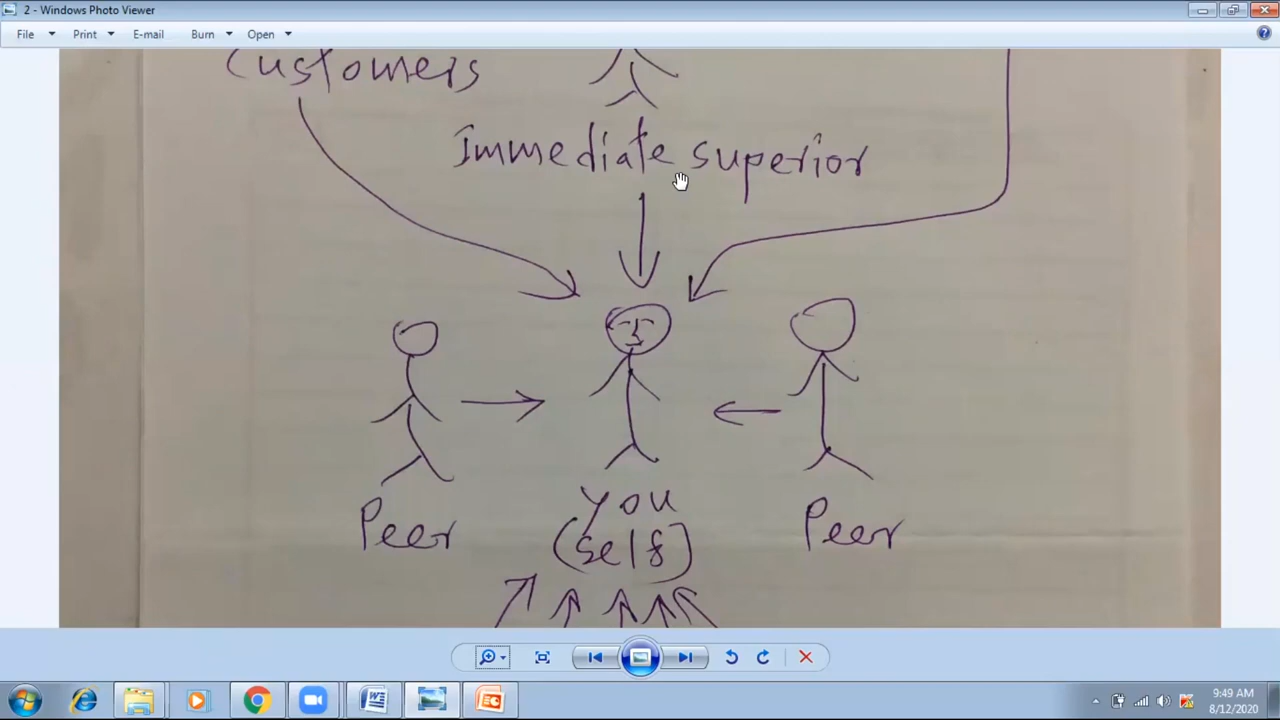 2 - Windows Photo Viewer
File Print E-mail Burn Open
Customers
Immediate superior
Peer
You
(self)
Peer
9:49 AM
8/12/2020